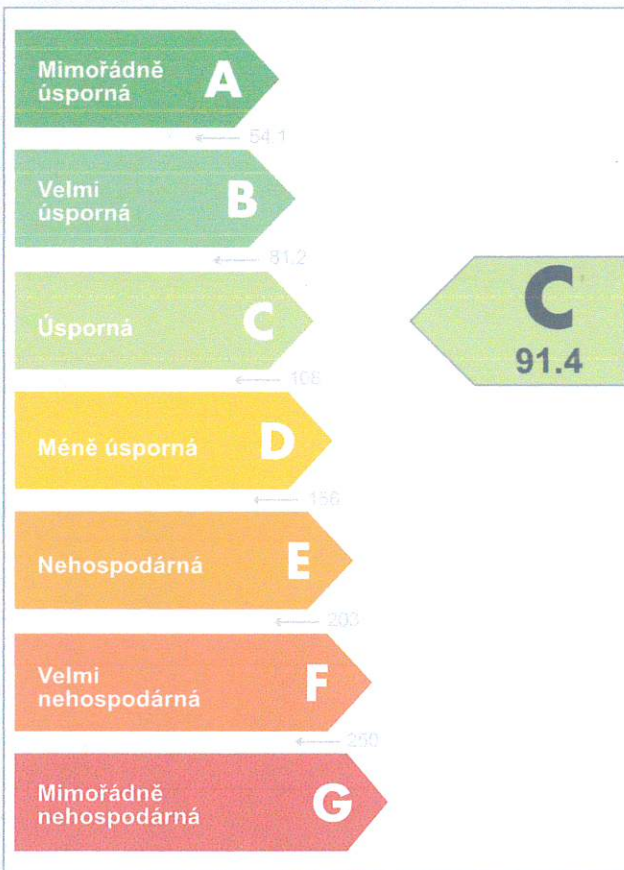 Mimořádně
úsporná
A
54.1
Velmi
úsporná
B
81.2
Úsporná
C
108
C
91.4
Méně úsporná
D
156
Nehospodárná
E
203
Velmi
nehospodárná
F
250
Mimořádně
nehospodárná
G